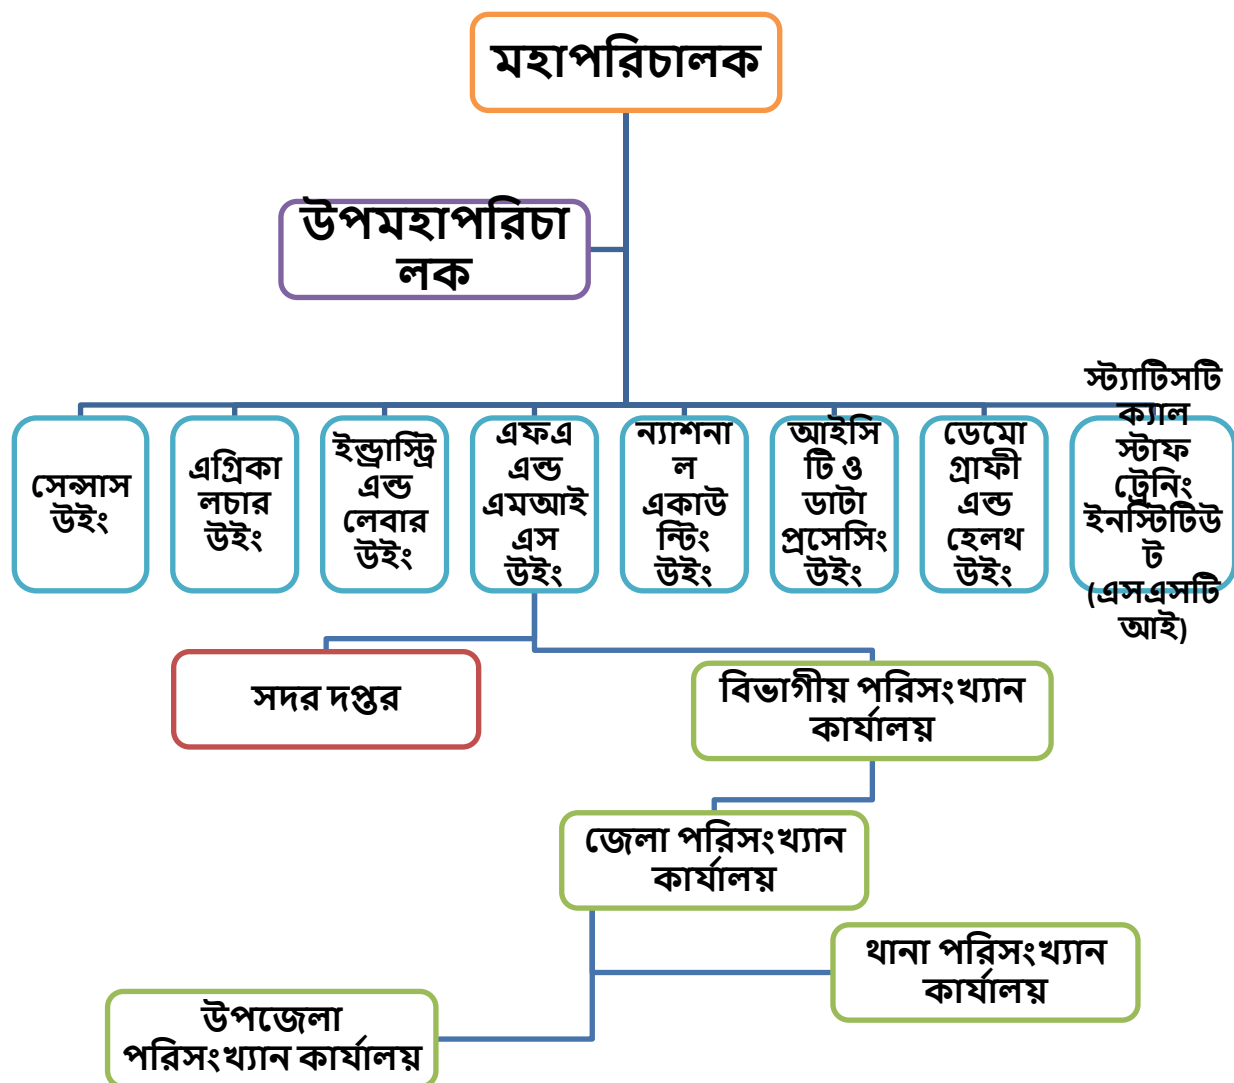 মহাপরিচালক
উপমহাপরিচা
লক
সেন্সাস
উইং
এগ্রিকা
লচার
উইং
ইন্ড্রাস্ট্রি
এন্ড
লেবার
উইং
এফএ
এন্ড
এমআই
এস
উইং
ন্যাশনা
ল
একাউ
ন্টিং
উইং
আইসি
টি ও
ডাটা
প্রসেসিং
উইং
ডেমো
গ্রাফী
এন্ড
হেলথ
উইং
স্ট্যাটিসটি
ক্যাল
স্টাফ
ট্রেনিং
ইনস্টিটিউ
ট
(এসএসটি
আই)
সদর দপ্তর
বিভাগীয় পরিসংখ্যান
কার্যালয়
জেলা পরিসংখ্যান
কার্যালয়
থানা পরিসংখ্যান
কার্যালয়
উপজেলা
পরিসংখ্যান কার্যালয়